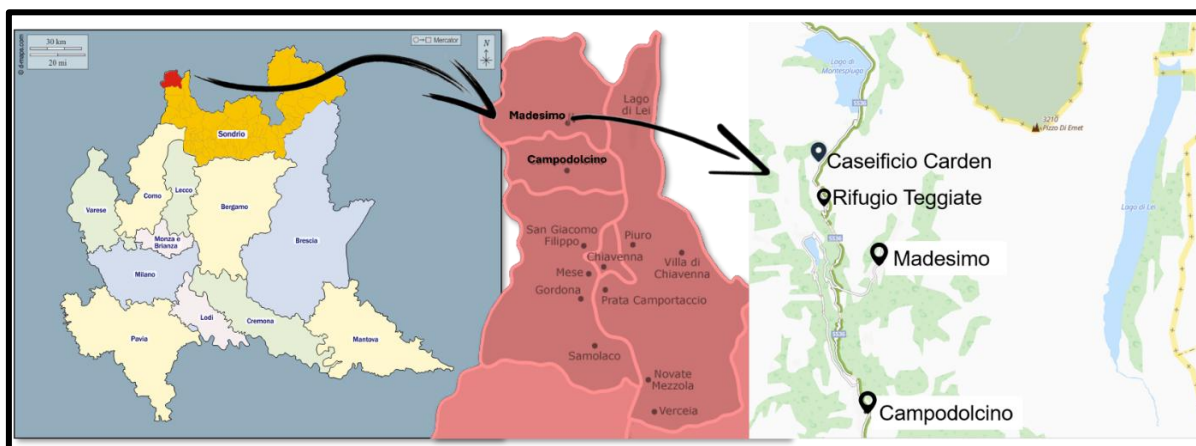 © d-maps.com
30 km
20 mi
Mercator
N
Sondrio
Varese
Como
Lecco
Bergamo
Brescia
Monza e
Brianza
Milano
Lodi
Cremona
Pavia
Mantova
Madesimo
Lago
di Lei
Campodolcino
San Giacomo
Filippo
Piuro
Chiavenna
Villa di
Chiavenna
Mese
Gordona
Prata Camportaccio
Samolaco
Novate
Mezzola
Verceia
Lago di
Montespluga
SS36
3210
Pizzo Di Emet
Caseificio Carden
Rifugio Teggiate
Lago di Lei
SS36
Madesimo
SS36
Campodolcino